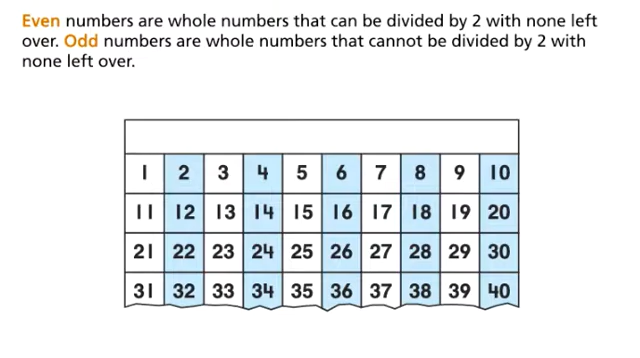 Even numbers are whole numbers that can be divided by 2 with none left
over. Odd numbers are whole numbers that cannot be divided by 2 with
none left over.
1 2 3 4 5 6 7 8 9 10
11 12 13 14 15 16 17 18 19 20
21 22 23 24 25 26 27 28 29 30
31 32 33 34 35 36 37 38 39 40